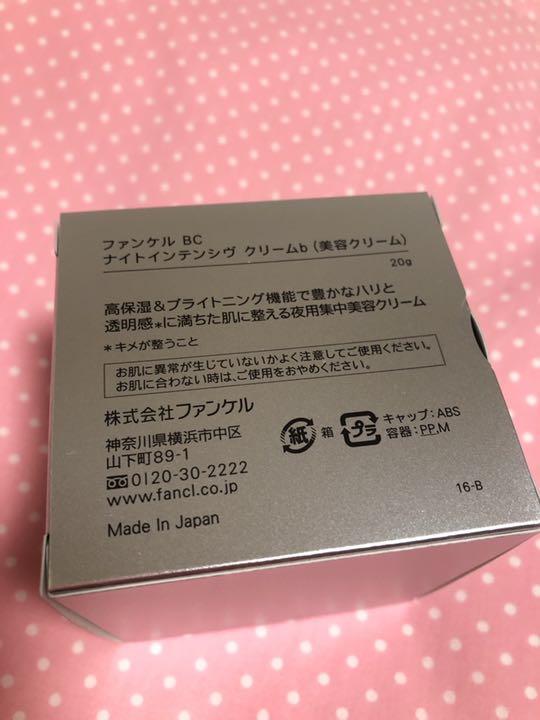 ファンケル BC
ナイトインテンシヴ クリームb（美容クリーム）
20g
高保湿&ブライトニング機能で豊かなハリと
透明感*に満ちた肌に整える夜用集中美容クリーム
*キメが整うこと
お肌に異常が生じていないかよく注意してご使用ください。
お肌に合わない時は、ご使用をおやめください。
株式会社ファンケル
神奈川県横浜市中区
山下町89-1
0120-30-2222
www.fancl.co.jp
紙 箱
プラ キャップ:ABS
容器:PP,M
16-B
Made In Japan